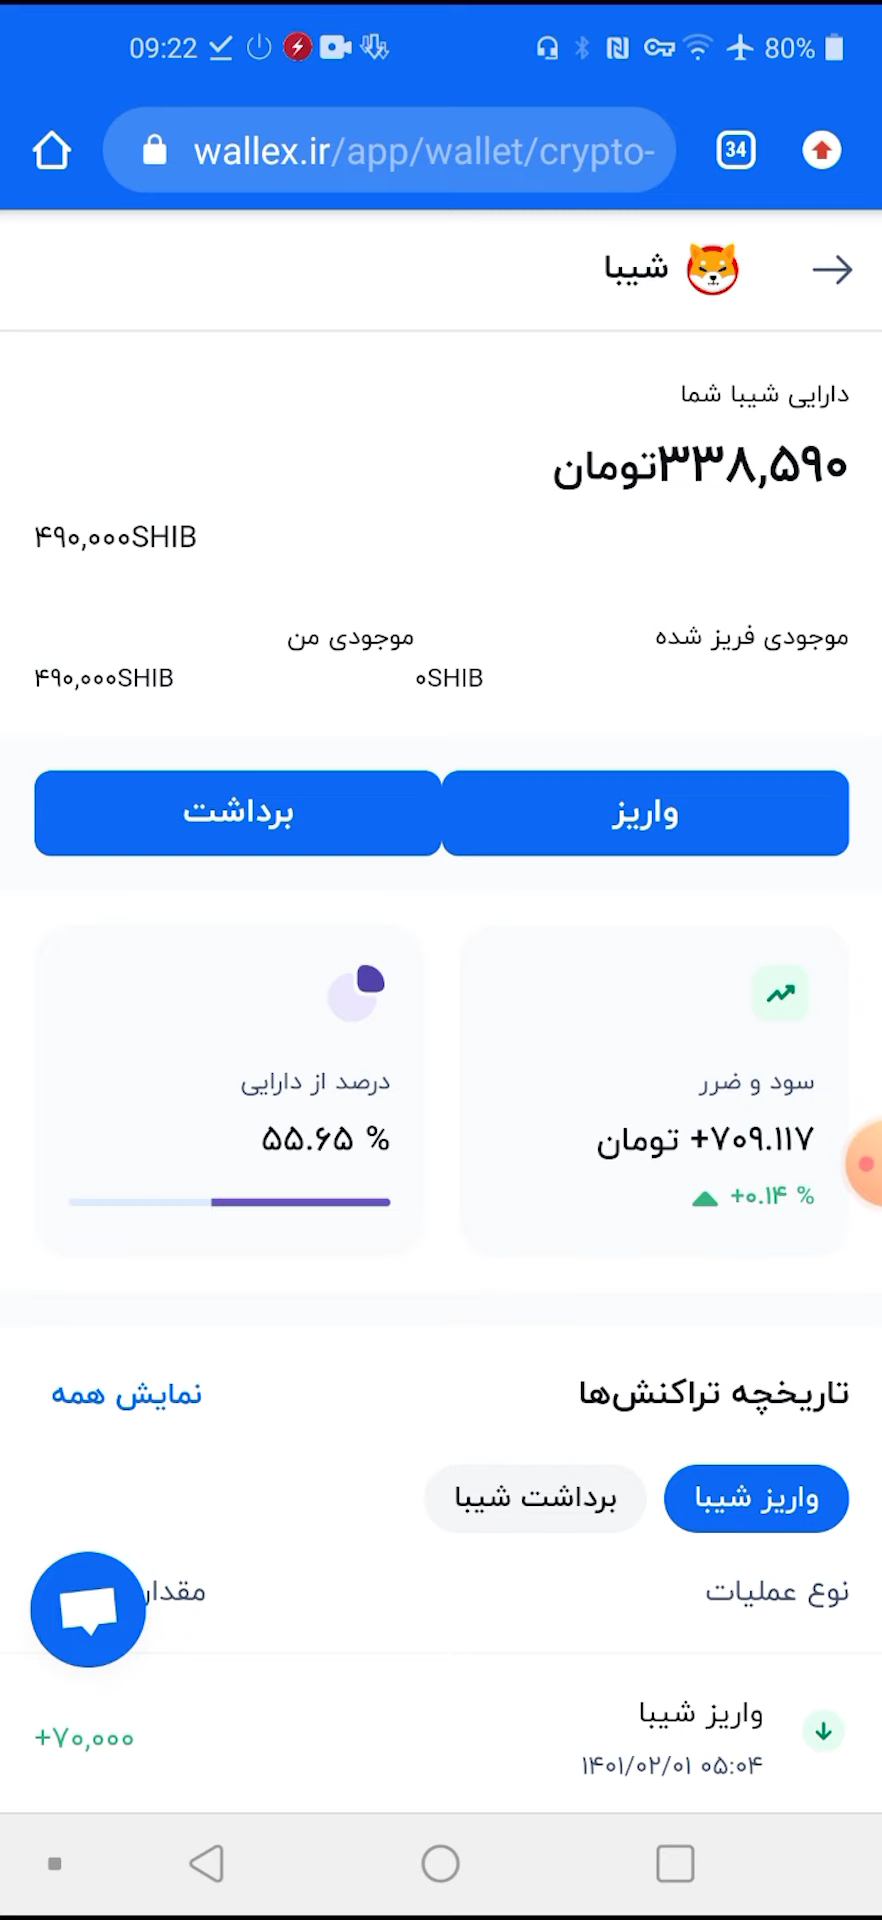 09:22
80%
wallex.ir/app/wallet/crypto-
34
شیبا
دارایی شیبا شما
۳۳۸,۵۹۰تومان
۴۹۰,۰۰۰SHIB
موجودی فریز شده
موجودی من
۰SHIB
۴۹۰,۰۰۰SHIB
واریز
برداشت
سود و ضرر
+۷۰۹.۱۱۷ تومان
+۰.۱۴ %
درصد از دارایی
۵۵.۶۵ %
تاریخچه تراکنش‌ها
نمایش همه
واریز شیبا
برداشت شیبا
نوع عملیات
مقدار
واریز شیبا
۱۴۰۱/۰۲/۰۱ ۰۵:۰۴
+۷۰,۰۰۰